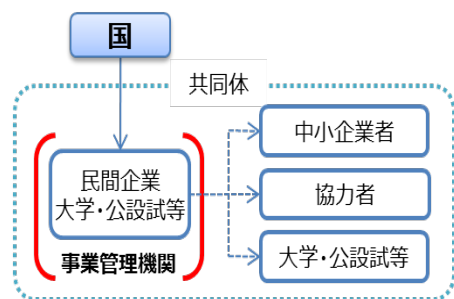 国
共同体
民間企業
大学・公設試等
事業管理機関
中小企業者
協力者
大学・公設試等